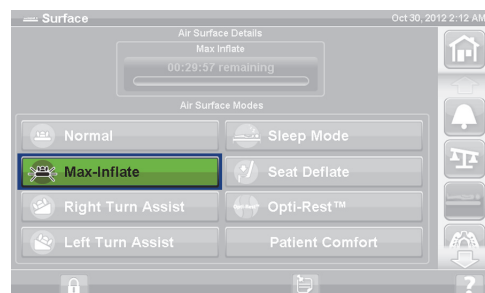 Surface
Oct 30, 2012 2:12 AM
Air Surface Details
Max Inflate
00:29:57 remaining
Air Surface Modes
Normal
Sleep Mode
Max-Inflate
Seat Deflate
Right Turn Assist
Opti-Rest™
Left Turn Assist
Patient Comfort
?